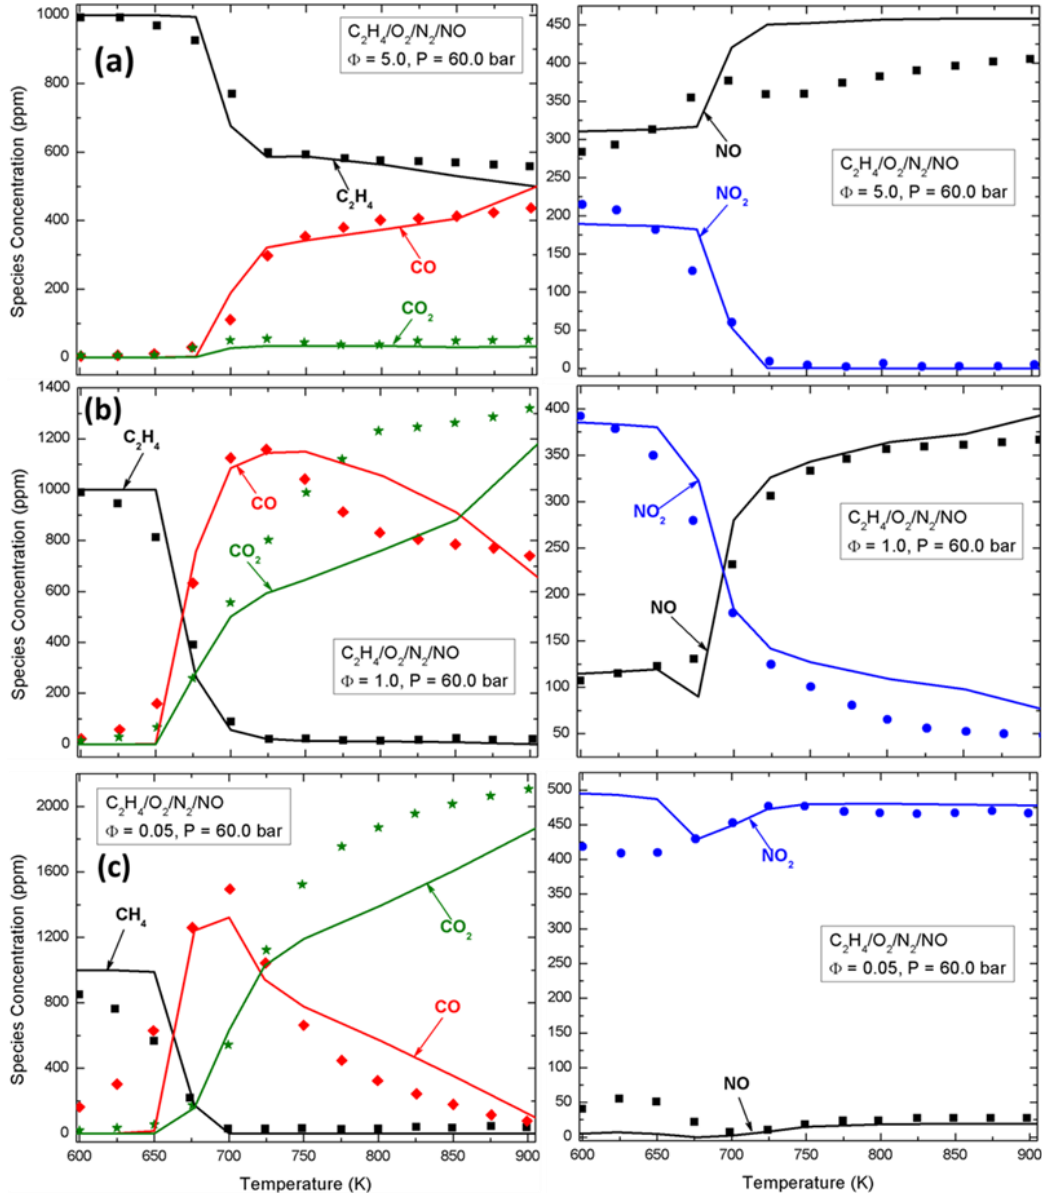 (a)
C₂H₄/O₂/N₂/NO
Φ = 5.0, P = 60.0 bar
C₂H₄
CO
CO₂
Species Concentration (ppm)
1000
800
600
400
200
0
NO
NO₂
C₂H₄/O₂/N₂/NO
Φ = 5.0, P = 60.0 bar
450
400
350
300
250
200
150
100
50
0
(b)
C₂H₄
CO
CO₂
C₂H₄/O₂/N₂/NO
Φ = 1.0, P = 60.0 bar
Species Concentration (ppm)
1400
1200
1000
800
600
400
200
0
NO₂
NO
C₂H₄/O₂/N₂/NO
Φ = 1.0, P = 60.0 bar
400
350
300
250
200
150
100
50
C₂H₄/O₂/N₂/NO
Φ = 0.05, P = 60.0 bar
(c)
CH₄
CO₂
CO
Species Concentration (ppm)
2000
1600
1200
800
400
0
600 650 700 750 800 850 900
Temperature (K)
NO₂
C₂H₄/O₂/N₂/NO
Φ = 0.05, P = 60.0 bar
NO
500
450
400
350
300
250
200
150
100
50
0
600 650 700 750 800 850 900
Temperature (K)